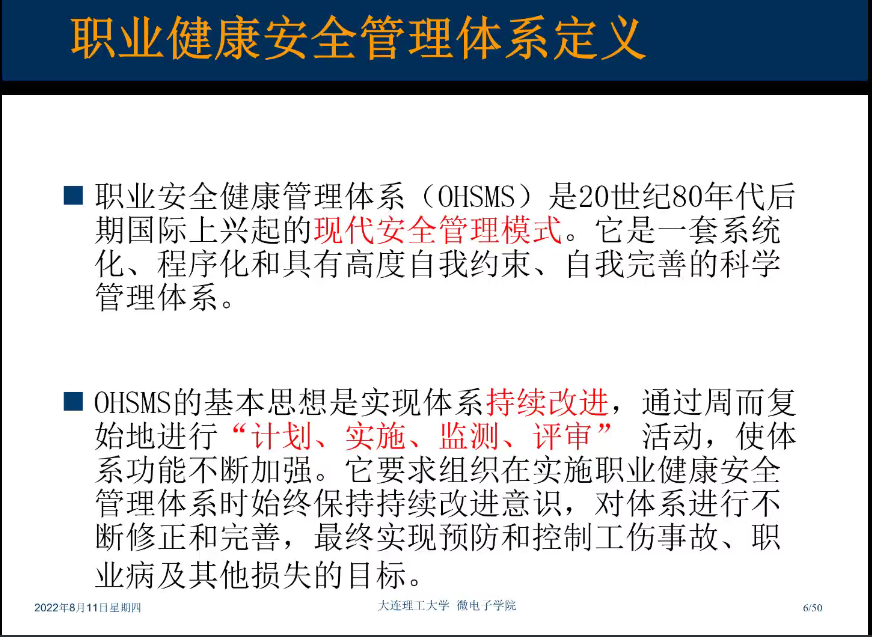 职业健康安全管理体系定义
职业安全健康管理体系（OHSMS）是20世纪80年代后
期国际上兴起的现代安全管理模式。它是一套系统
化、程序化和具有高度自我约束、自我完善的科学
管理体系。
OHSMS的基本思想是实现体系持续改进，通过周而复
始地进行“计划、实施、监测、评审” 活动，使体
系功能不断加强。它要求组织在实施职业健康安全
管理体系时始终保持持续改进意识，对体系进行不
断修正和完善，最终实现预防和控制工伤事故、职
业病及其他损失的目标。
2022年8月11日星期四
大连理工大学 微电子学院
6/50